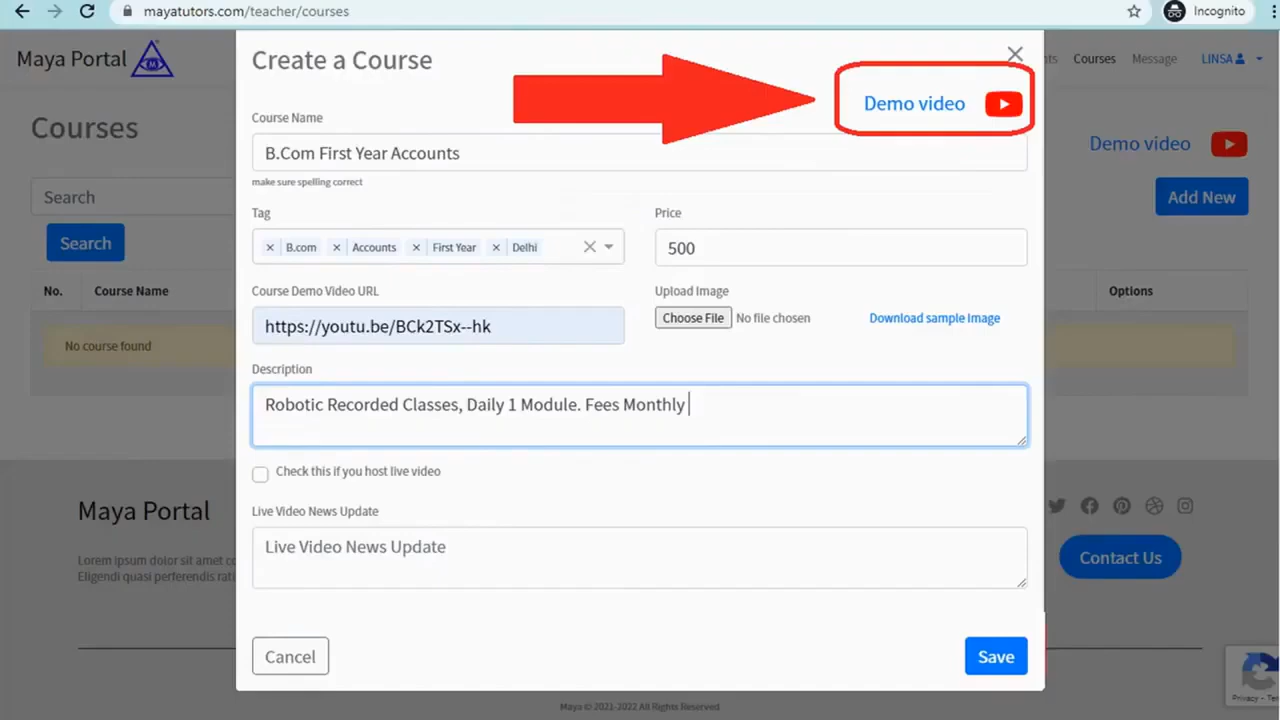 mayatutors.com/teacher/courses
Incognito
Maya Portal
M
nts Courses Message LINSA
Create a Course
Demo video
Courses
Demo video
Course Name
B.Com First Year Accounts
make sure spelling correct
Search
Add New
Tag
Price
× B.com × Accounts × First Year × Delhi
500
Search
No. Course Name
Options
Course Demo Video URL
Upload Image
https://youtu.be/BCk2TSx--hk
Choose File No file chosen
Download sample Image
No course found
Description
Robotic Recorded Classes, Daily 1 Module. Fees Monthly
Check this if you host live video
Live Video News Update
Live Video News Update
Maya Portal
Lorem ipsum dolor sit amet co
Eligendi quasi perferendis rati
Contact Us
Cancel
Save
Privacy - Ter
Maya © 2021-2022 All Rights Reserved